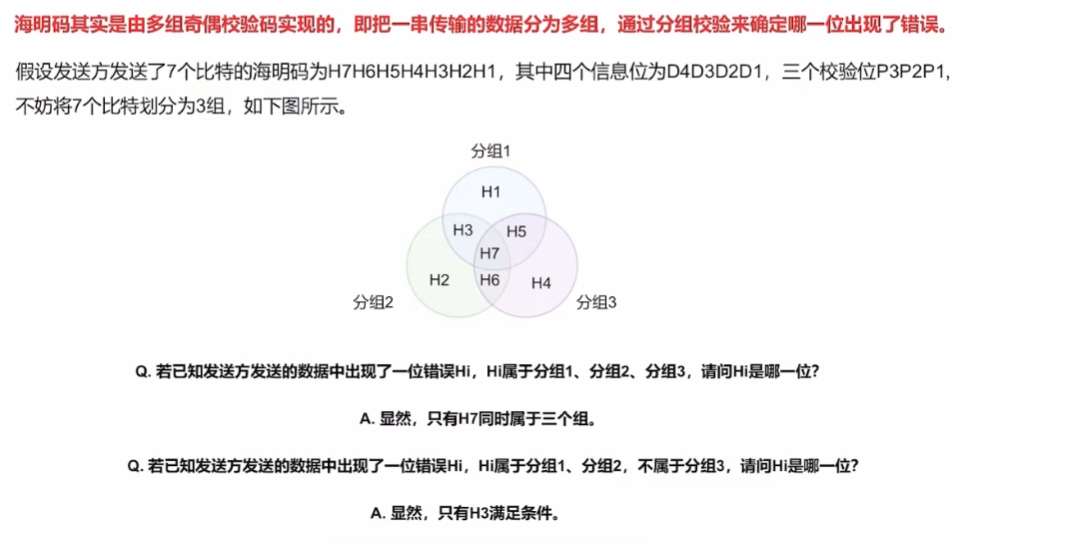 海明码其实是由多组奇偶校验码实现的，即把一串传输的数据分为多组，通过分组校验来确定哪一位出现了错误。
假设发送方发送了7个比特的海明码为H7H6H5H4H3H2H1，其中四个信息位为D4D3D2D1，三个校验位P3P2P1，
不妨将7个比特划分为3组，如下图所示。
分组1
H1
H3 H5
H7
H2 H6 H4
分组2 分组3
Q. 若已知发送方发送的数据中出现了一位错误Hi，Hi属于分组1、分组2、分组3，请问Hi是哪一位？
A. 显然，只有H7同时属于三个组。
Q. 若已知发送方发送的数据中出现了一位错误Hi，Hi属于分组1、分组2，不属于分组3，请问Hi是哪一位？
A. 显然，只有H3满足条件。